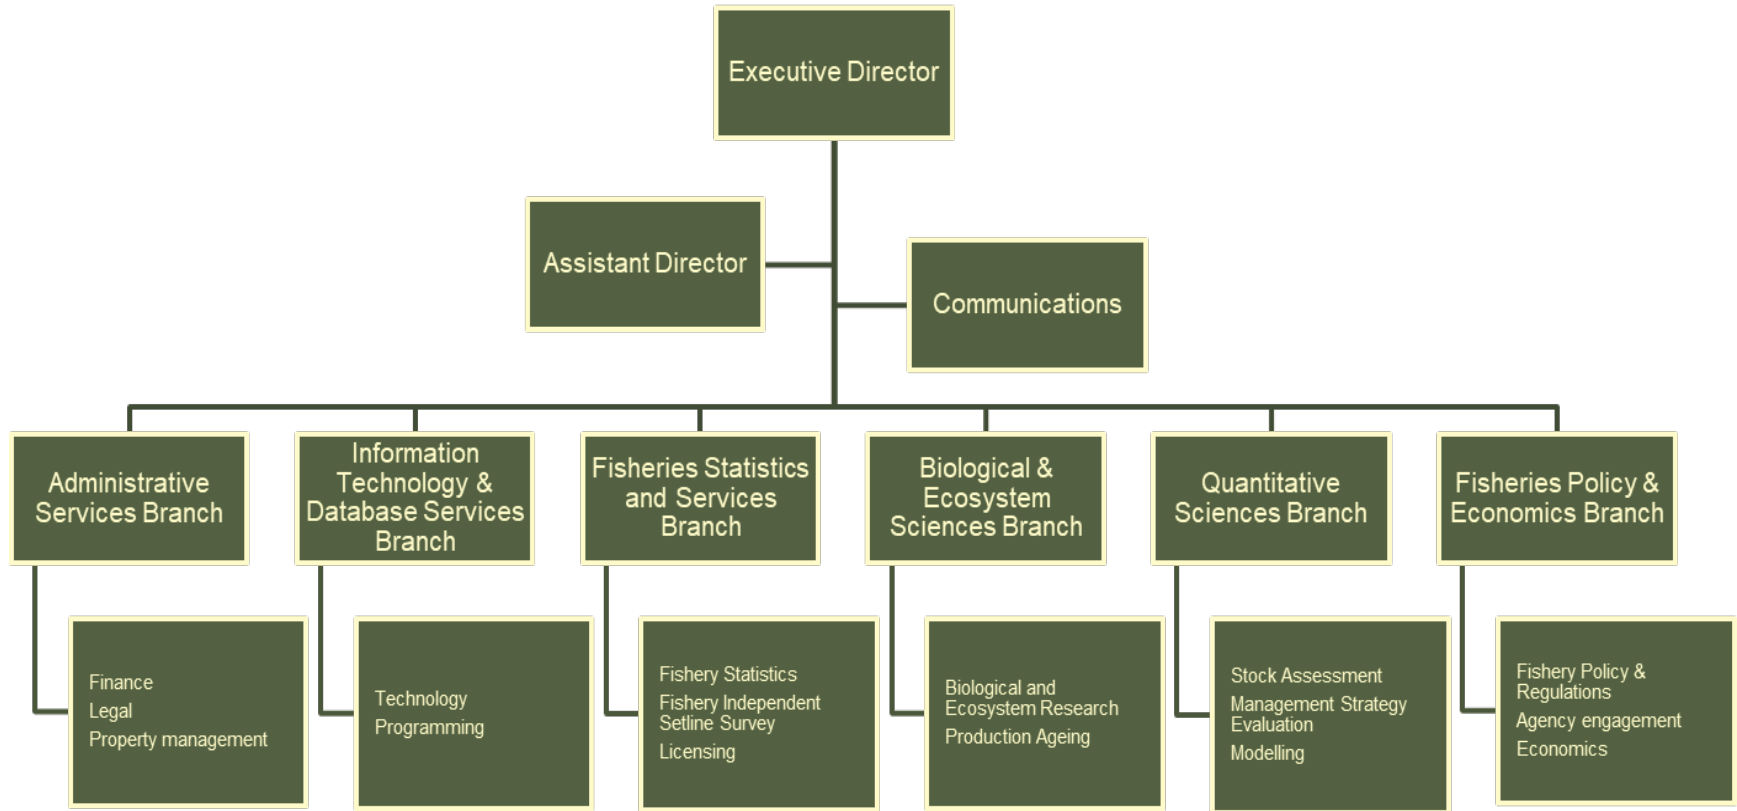 Executive Director
Assistant Director
Communications
Administrative
Services Branch
Information
Technology &
Database Services
Branch
Fisheries Statistics
and Services
Branch
Biological &
Ecosystem
Sciences Branch
Quantitative
Sciences Branch
Fisheries Policy &
Economics Branch
Finance
Legal
Property management
Technology
Programming
Fishery Statistics
Fishery Independent
Setline Survey
Licensing
Biological and
Ecosystem Research
Production Ageing
Stock Assessment
Management Strategy
Evaluation
Modelling
Fishery Policy &
Regulations
Agency engagement
Economics